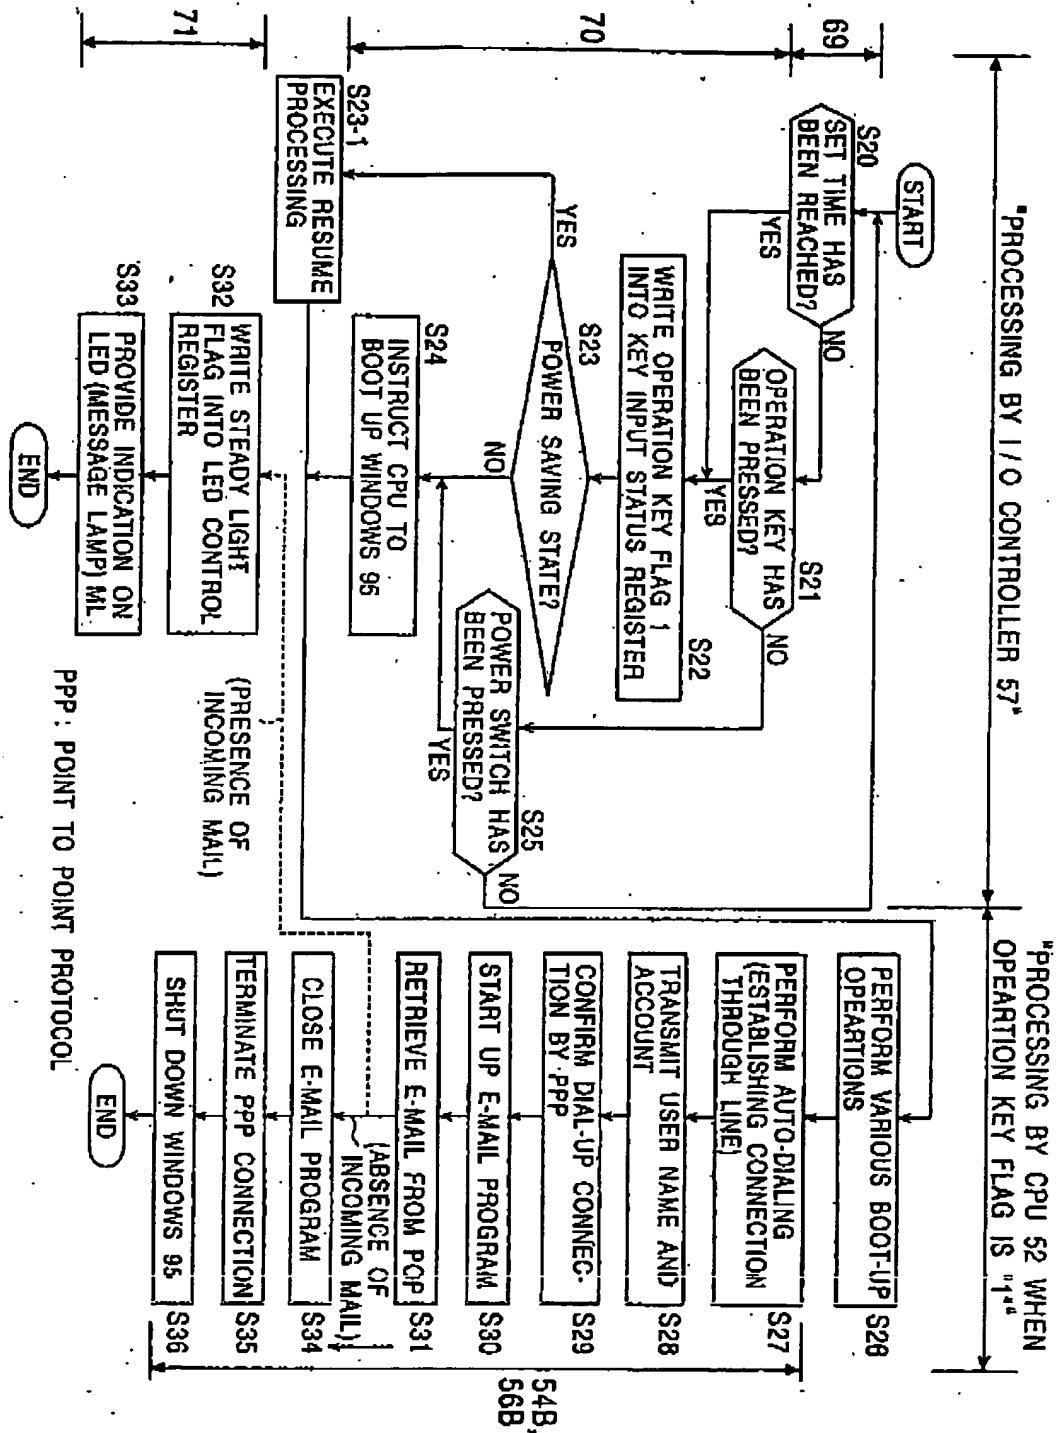 "PROCESSING BY I/O CONTROLLER 57"
"PROCESSING BY CPU 52 WHEN
OPEARTION KEY FLAG IS "1""
69
70
71
START
S20
SET TIME HAS
BEEN REACHED?
NO
YES
S21
OPERATION KEY HAS
BEEN PRESSED?
NO
YES
S22
WRITE OPERATION KEY FLAG 1
INTO KEY INPUT STATUS REGISTER
S23
POWER SAVING STATE?
YES
NO
S25
POWER SWITCH HAS
BEEN PRESSED?
NO
YES
S24
INSTRUCT CPU TO
BOOT UP WINDOWS 95
S23-1
EXECUTE RESUME
PROCESSING
S32
WRITE STEADY LIGHT
FLAG INTO LED CONTROL
REGISTER
S33
PROVIDE INDICATION ON
LED (MESSAGE LAMP) ML
END
(PRESENCE OF
INCOMING MAIL)
PERFORM VARIOUS BOOT-UP
OPEARTIONS
S26
PERFORM AUTO-DIALING
(ESTABLISHING CONNECTION
THROUGH LINE)
S27
TRANSMIT USER NAME AND
ACCOUNT
S28
CONFIRM DIAL-UP CONNEC-
TION BY PPP
S29
START UP E-MAIL PROGRAM
S30
RETRIEVE E-MAIL FROM POP
S31
(ABSENCE OF
INCOMING MAIL)
CLOSE E-MAIL PROGRAM
S34
TERMINATE PPP CONNECTION
S35
SHUT DOWN WINDOWS 95
S36
END
54B,
56B
PPP: POINT TO POINT PROTOCOL